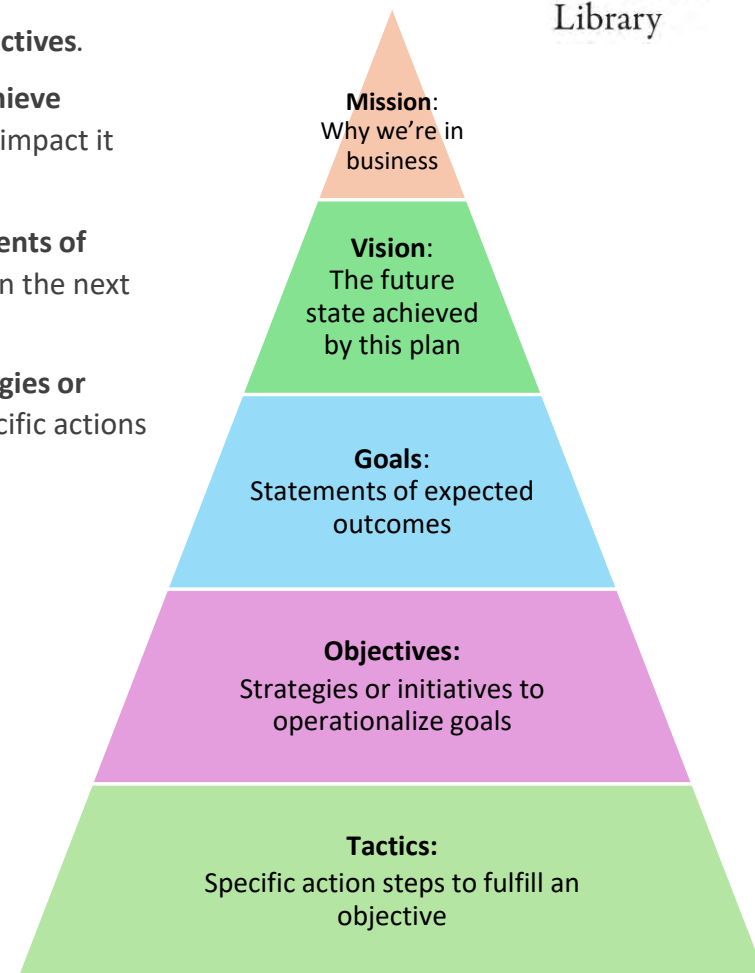 Library
ctives.
hieve
impact it
ents of
n the next
gies or
cific actions
Mission:
Why we're in
business
Vision:
The future
state achieved
by this plan
Goals:
Statements of expected
outcomes
Objectives:
Strategies or initiatives to
operationalize goals
Tactics:
Specific action steps to fulfill an
objective